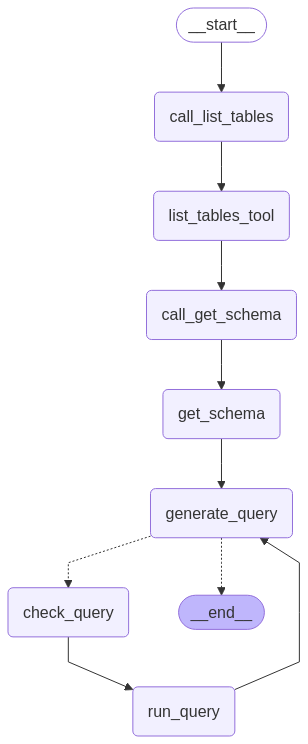 __start__
call_list_tables
list_tables_tool
call_get_schema
get_schema
generate_query
check_query
__end__
run_query